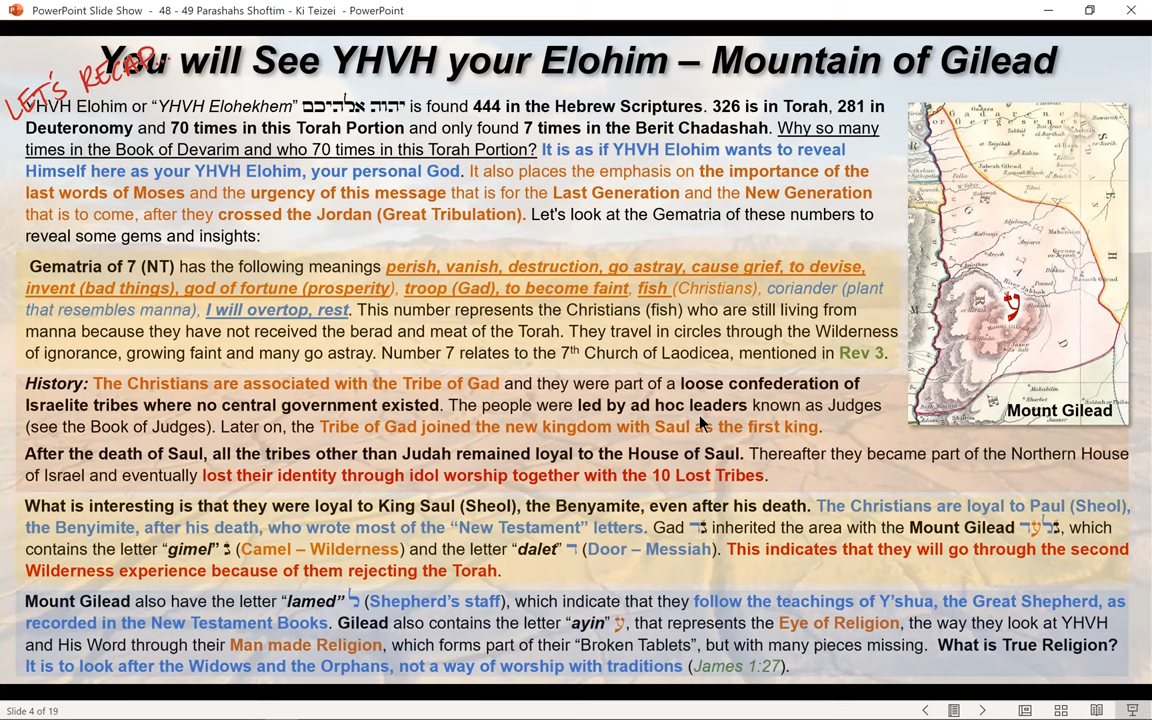 PowerPoint Slide Show - 48 - 49 Parashahs Shoftim - Ki Teizei - PowerPoint
You will See YHVH your Elohim – Mountain of Gilead
LET'S RECAP...
YHVH Elohim or “YHVH Elohekhem” יהוה אלהיכם is found 444 in the Hebrew Scriptures. 326 is in Torah, 281 in
Deuteronomy and 70 times in this Torah Portion and only found 7 times in the Berit Chadashah. Why so many
times in the Book of Devarim and who 70 times in this Torah Portion? It is as if YHVH Elohim wants to reveal
Himself here as your YHVH Elohim, your personal God. It also places the emphasis on the importance of the
last words of Moses and the urgency of this message that is for the Last Generation and the New Generation
that is to come, after they crossed the Jordan (Great Tribulation). Let's look at the Gematria of these numbers to
reveal some gems and insights:
Gematria of 7 (NT) has the following meanings perish, vanish, destruction, go astray, cause grief, to devise,
invent (bad things), god of fortune (prosperity), troop (Gad), to become faint, fish (Christians), coriander (plant
that resembles manna), I will overtop, rest. This number represents the Christians (fish) who are still living from
manna because they have not received the berad and meat of the Torah. They travel in circles through the Wilderness
of ignorance, growing faint and many go astray. Number 7 relates to the 7th Church of Laodicea, mentioned in Rev 3.
Mount Gilead
History: The Christians are associated with the Tribe of Gad and they were part of a loose confederation of
Israelite tribes where no central government existed. The people were led by ad hoc leaders known as Judges
(see the Book of Judges). Later on, the Tribe of Gad joined the new kingdom with Saul as the first king.
After the death of Saul, all the tribes other than Judah remained loyal to the House of Saul. Thereafter they became part of the Northern House
of Israel and eventually lost their identity through idol worship together with the 10 Lost Tribes.
What is interesting is that they were loyal to King Saul (Sheol), the Benyamite, even after his death. The Christians are loyal to Paul (Sheol),
the Benyimite, after his death, who wrote most of the “New Testament” letters. Gad גד inherited the area with the Mount Gilead גלעד, which
contains the letter “gimel” ג (Camel – Wilderness) and the letter “dalet” ד (Door – Messiah). This indicates that they will go through the second
Wilderness experience because of them rejecting the Torah.
Mount Gilead also have the letter “lamed” ל (Shepherd’s staff), which indicate that they follow the teachings of Y’shua, the Great Shepherd, as
recorded in the New Testament Books. Gilead also contains the letter “ayin” ע, that represents the Eye of Religion, the way they look at YHVH
and His Word through their Man made Religion, which forms part of their “Broken Tablets”, but with many pieces missing. What is True Religion?
It is to look after the Widows and the Orphans, not a way of worship with traditions (James 1:27).
Slide 4 of 19